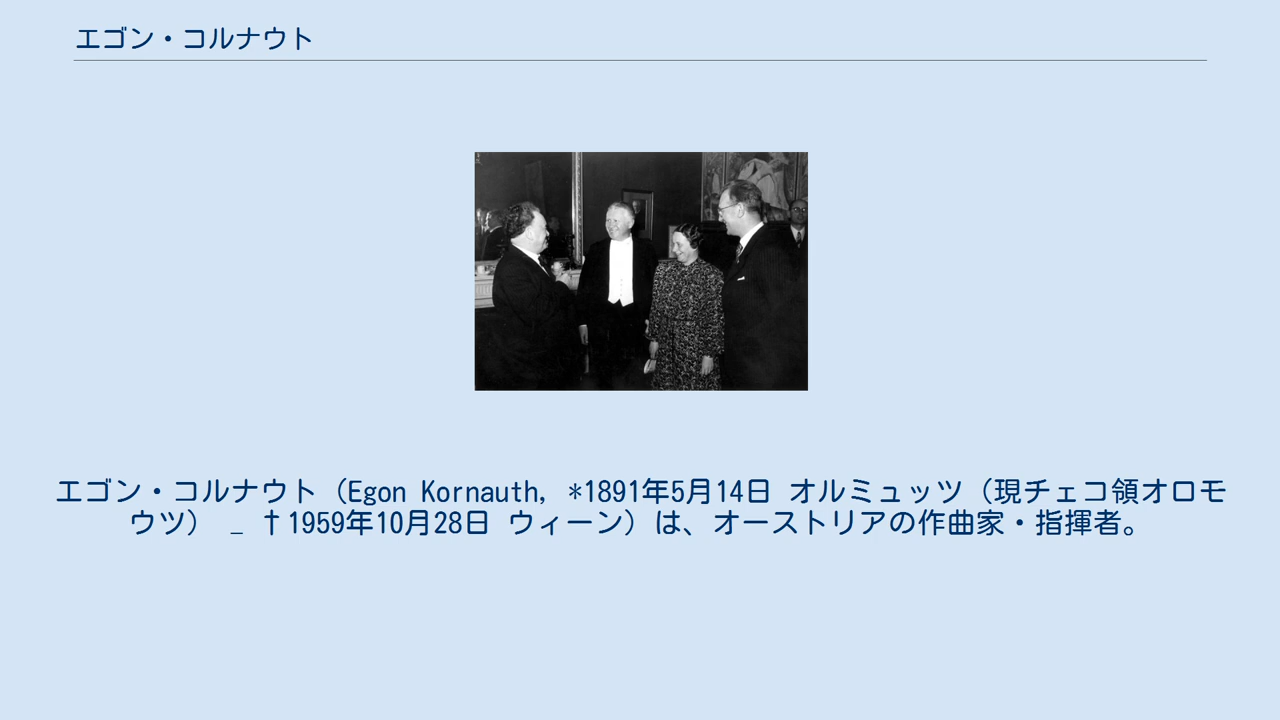 エゴン・コルナウト
エゴン・コルナウト（Egon Kornauth, *1891年5月14日 オルミュッツ（現チェコ領オロモ
ウツ） _ †1959年10月28日 ウィーン）は、オーストリアの作曲家・指揮者。